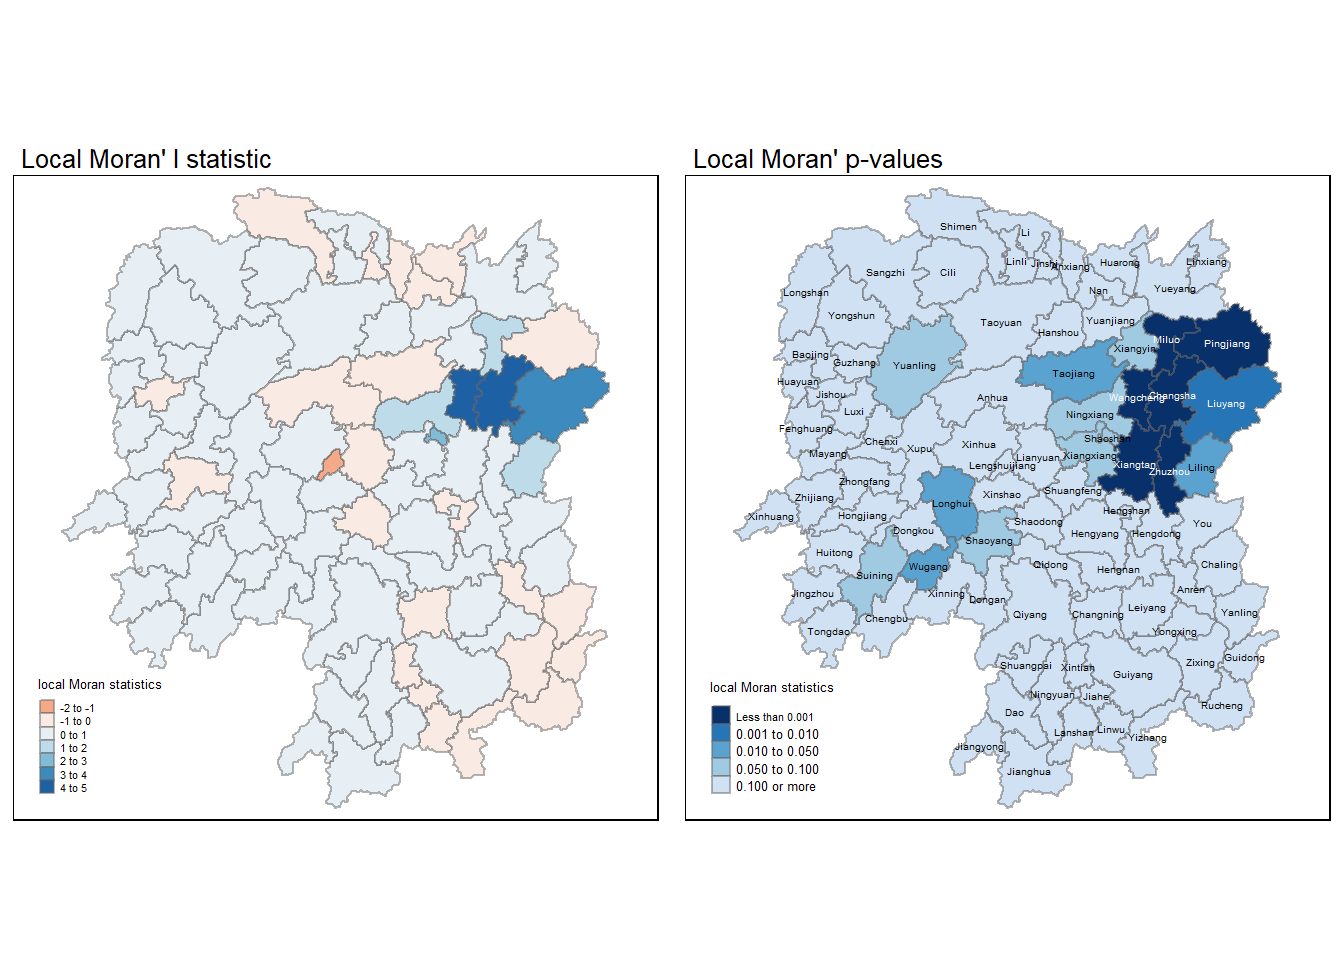 Local Moran' I statistic
local Moran statistics
-2 to -1
-1 to 0
0 to 1
1 to 2
2 to 3
3 to 4
4 to 5
Local Moran' p-values
Shimen
Li
Linli
Jinshi
Anxiang
Huarong
Linxiang
Sangzhi
Cili
Nan
Yueyang
Longshan
Yongshun
Taoyuan
Hanshou
Yuanjiang
Miluo
Pingjiang
Xiangyin
Baojing
Guzhang
Yuanling
Taojiang
Huayuan
Jishou
Anhua
Wangcheng
Changsha
Liuyang
Luxi
Ningxiang
Fenghuang
Chenxi
Xupu
Xinhua
Shaoshan
Mayang
Lengshuijiang
Lianyuan
Xiangxiang
Xiangtan
Zhuzhou
Liling
Zhongfang
Zhijiang
Xinshao
Shuangfeng
Longhui
Xinhuang
Hongjiang
Hengshan
Dongkou
Shaodong
Hengyang
Hengdong
You
Huitong
Shaoyang
Wugang
Qidong
Hengnan
Chaling
Suining
Jingzhou
Xinning
Dongan
Anren
Chengbu
Qiyang
Changning
Leiyang
Yanling
Tongdao
Yongxing
Shuangpai
Xintian
Zixing
Guidong
Guiyang
Ningyuan
Jiahe
Rucheng
Dao
Lanshan
Linwu
Yizhang
Jiangyong
Jianghua
local Moran statistics
Less than 0.001
0.001 to 0.010
0.010 to 0.050
0.050 to 0.100
0.100 or more